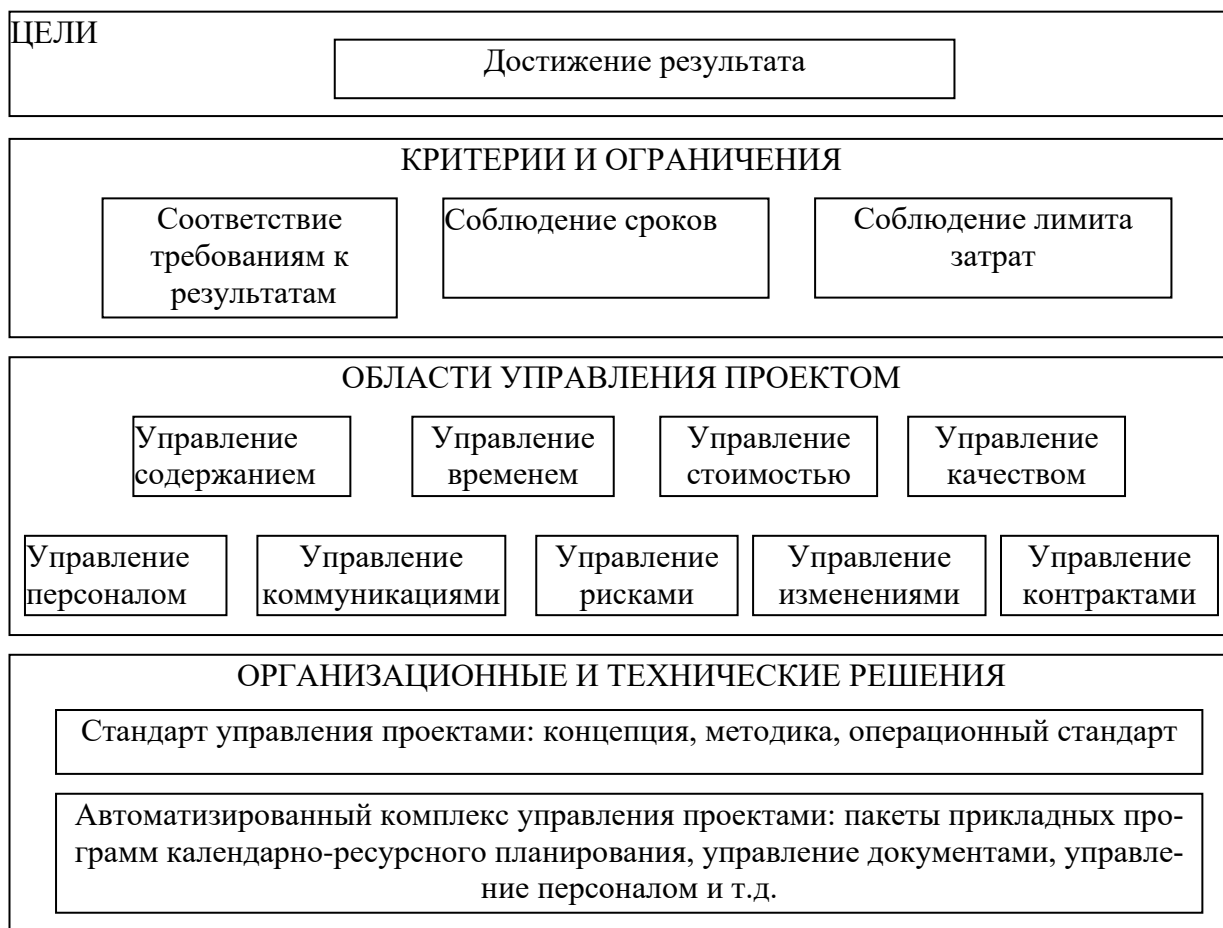 ЦЕЛИ
Достижение результата
КРИТЕРИИ И ОГРАНИЧЕНИЯ
Соответствие
требованиям к
результатам
Соблюдение сроков
Соблюдение лимита
затрат
ОБЛАСТИ УПРАВЛЕНИЯ ПРОЕКТОМ
Управление
содержанием
Управление
временем
Управление
стоимостью
Управление
качеством
Управление
персоналом
Управление
коммуникациями
Управление
рисками
Управление
изменениями
Управление
контрактами
ОРГАНИЗАЦИОННЫЕ И ТЕХНИЧЕСКИЕ РЕШЕНИЯ
Стандарт управления проектами: концепция, методика, операционный стандарт
Автоматизированный комплекс управления проектами: пакеты прикладных про-
грамм календарно-ресурсного планирования, управление документами, управле-
ние персоналом и т.д.